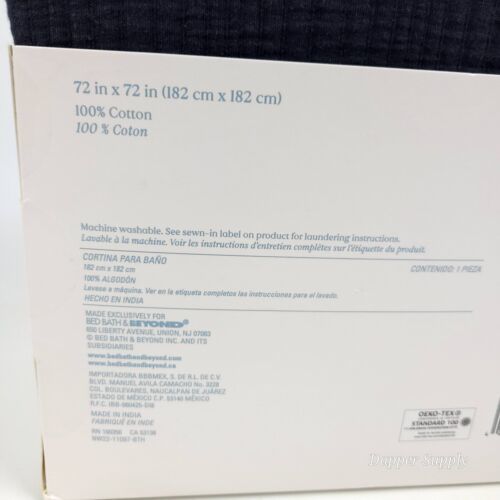 72 in x 72 in (182 cm x 182 cm)
100% Cotton
100 % Coton
Machine washable. See sewn-in label on product for laundering instructions.
Lavable à la machine. Voir les instructions d'entretien complètes sur l'étiquette du produit.
CORTINA PARA BAÑO
CONTENIDO: 1 PIEZA
182 cm x 182 cm
100% ALGODÓN
Lavese a máquina. Ver en la etiqueta completos las instrucciones para el lavado.
HECHO EN INDIA
MADE EXCLUSIVELY FOR
BED BATH & BEYOND®
650 LIBERTY AVENUE, UNION, NJ 07083
© BED BATH & BEYOND INC. AND ITS
SUBSIDIARIES
www.bedbathandbeyond.com
www.bedbathandbeyond.ca
IMPORTADORA BBBMEX, S. DE R.L. DE C.V.
BLVD. MANUEL AVILA CAMACHO No. 3228
COL. BOULEVARES, NAUCALPAN DE JUÁREZ
ESTADO DE MÉXICO C.P. 53140 MÉXICO
R.F.C. IBB-080425-DI6
MADE IN INDIA
FABRIQUÉ EN INDE
CA 53138
OEKO-TEX®
STANDARD 100
Dapper-Supply